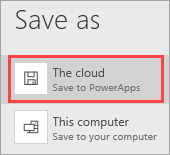 Save as
The cloud
Save to PowerApps
This computer
Save to your computer